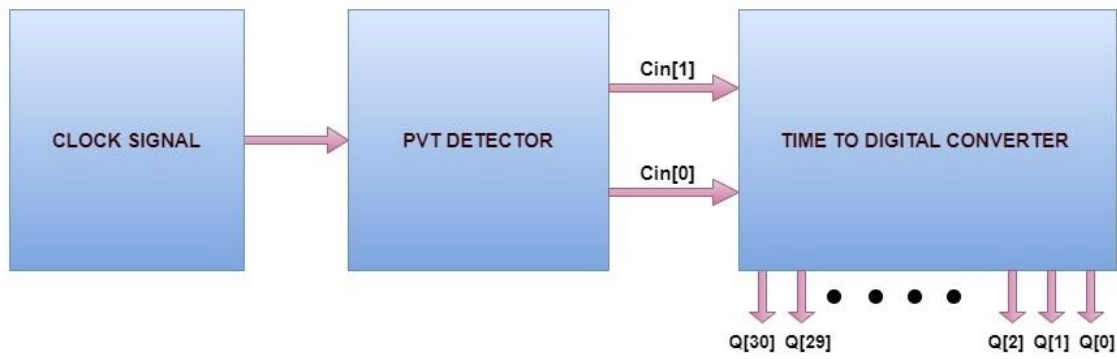 Cin[1]
CLOCK SIGNAL
PVT DETECTOR
TIME TO DIGITAL CONVERTER
Cin[0]
Q[30] Q[29] Q[2] Q[1] Q[0]